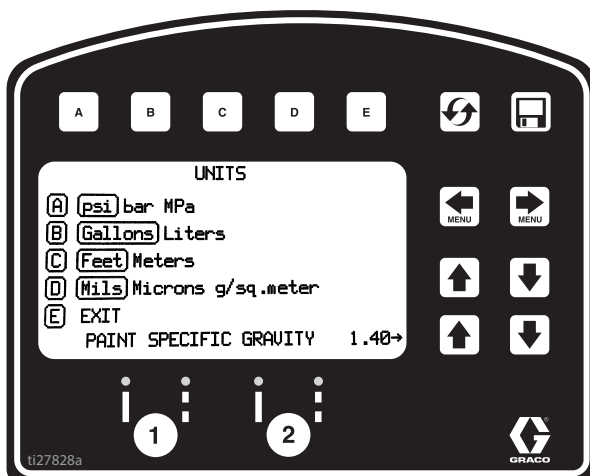 A B C D E
UNITS
A psi bar MPa
B Gallons Liters
C Feet Meters
D Mils Microns g/sq.meter
E EXIT
PAINT SPECIFIC GRAVITY 1.40→
MENU MENU
1 2
ti27828a
GRACO